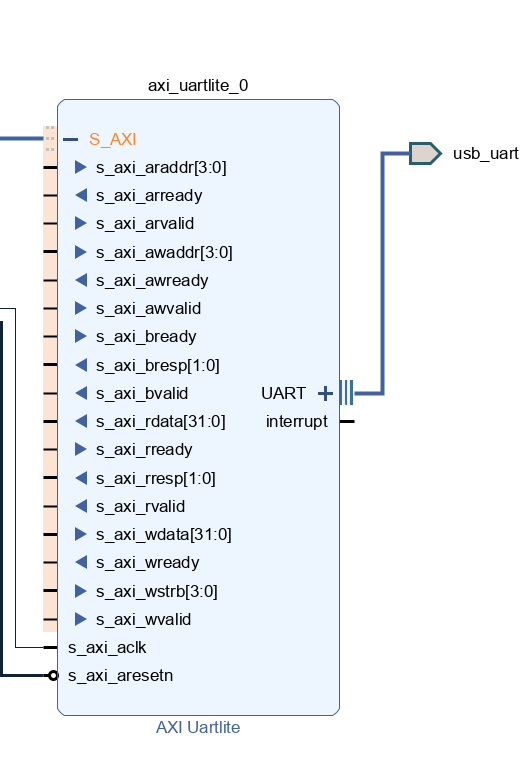 axi_uartlite_0
S_AXI
s_axi_araddr[3:0]
s_axi_arready
s_axi_arvalid
s_axi_awaddr[3:0]
s_axi_awready
s_axi_awvalid
s_axi_bready
s_axi_bresp[1:0]
s_axi_bvalid
s_axi_rdata[31:0]
s_axi_rready
s_axi_rresp[1:0]
s_axi_rvalid
s_axi_wdata[31:0]
s_axi_wready
s_axi_wstrb[3:0]
s_axi_wvalid
s_axi_aclk
s_axi_aresetn
UART
interrupt
usb_uart
AXI Uartlite